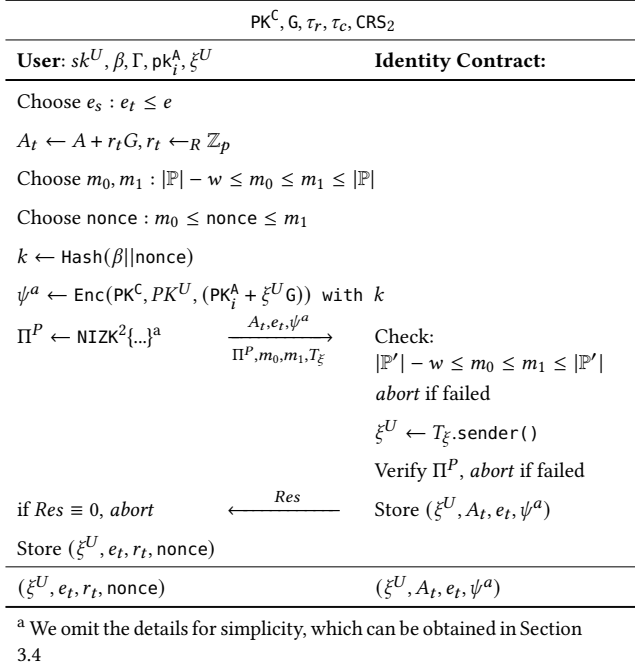 PK^C, G, τ_r, τ_c, CRS_2
User: sk^U, β, Γ, pk_i^A, ξ^U Identity Contract:
Choose e_s : e_t ≤ e
A_t ← A + r_tG, r_t ←_R ℤ_p
Choose m_0, m_1 : |ℙ| − w ≤ m_0 ≤ m_1 ≤ |ℙ|
Choose nonce : m_0 ≤ nonce ≤ m_1
k ← Hash(β||nonce)
ψ^a ← Enc(PK^C, PK^U, (PK_i^A + ξ^U G)) with k
Π^P ← NIZK^2{...}^a A_t,e_t,ψ^a Check:
Π^P,m_0,m_1,T_ξ |ℙ′| − w ≤ m_0 ≤ m_1 ≤ |ℙ′|
abort if failed
ξ^U ← T_ξ.sender()
Verify Π^P, abort if failed
if Res ≡ 0, abort Res Store (ξ^U, A_t, e_t, ψ^a)
Store (ξ^U, e_t, r_t, nonce)
(ξ^U, e_t, r_t, nonce) (ξ^U, A_t, e_t, ψ^a)
^a We omit the details for simplicity, which can be obtained in Section
3.4